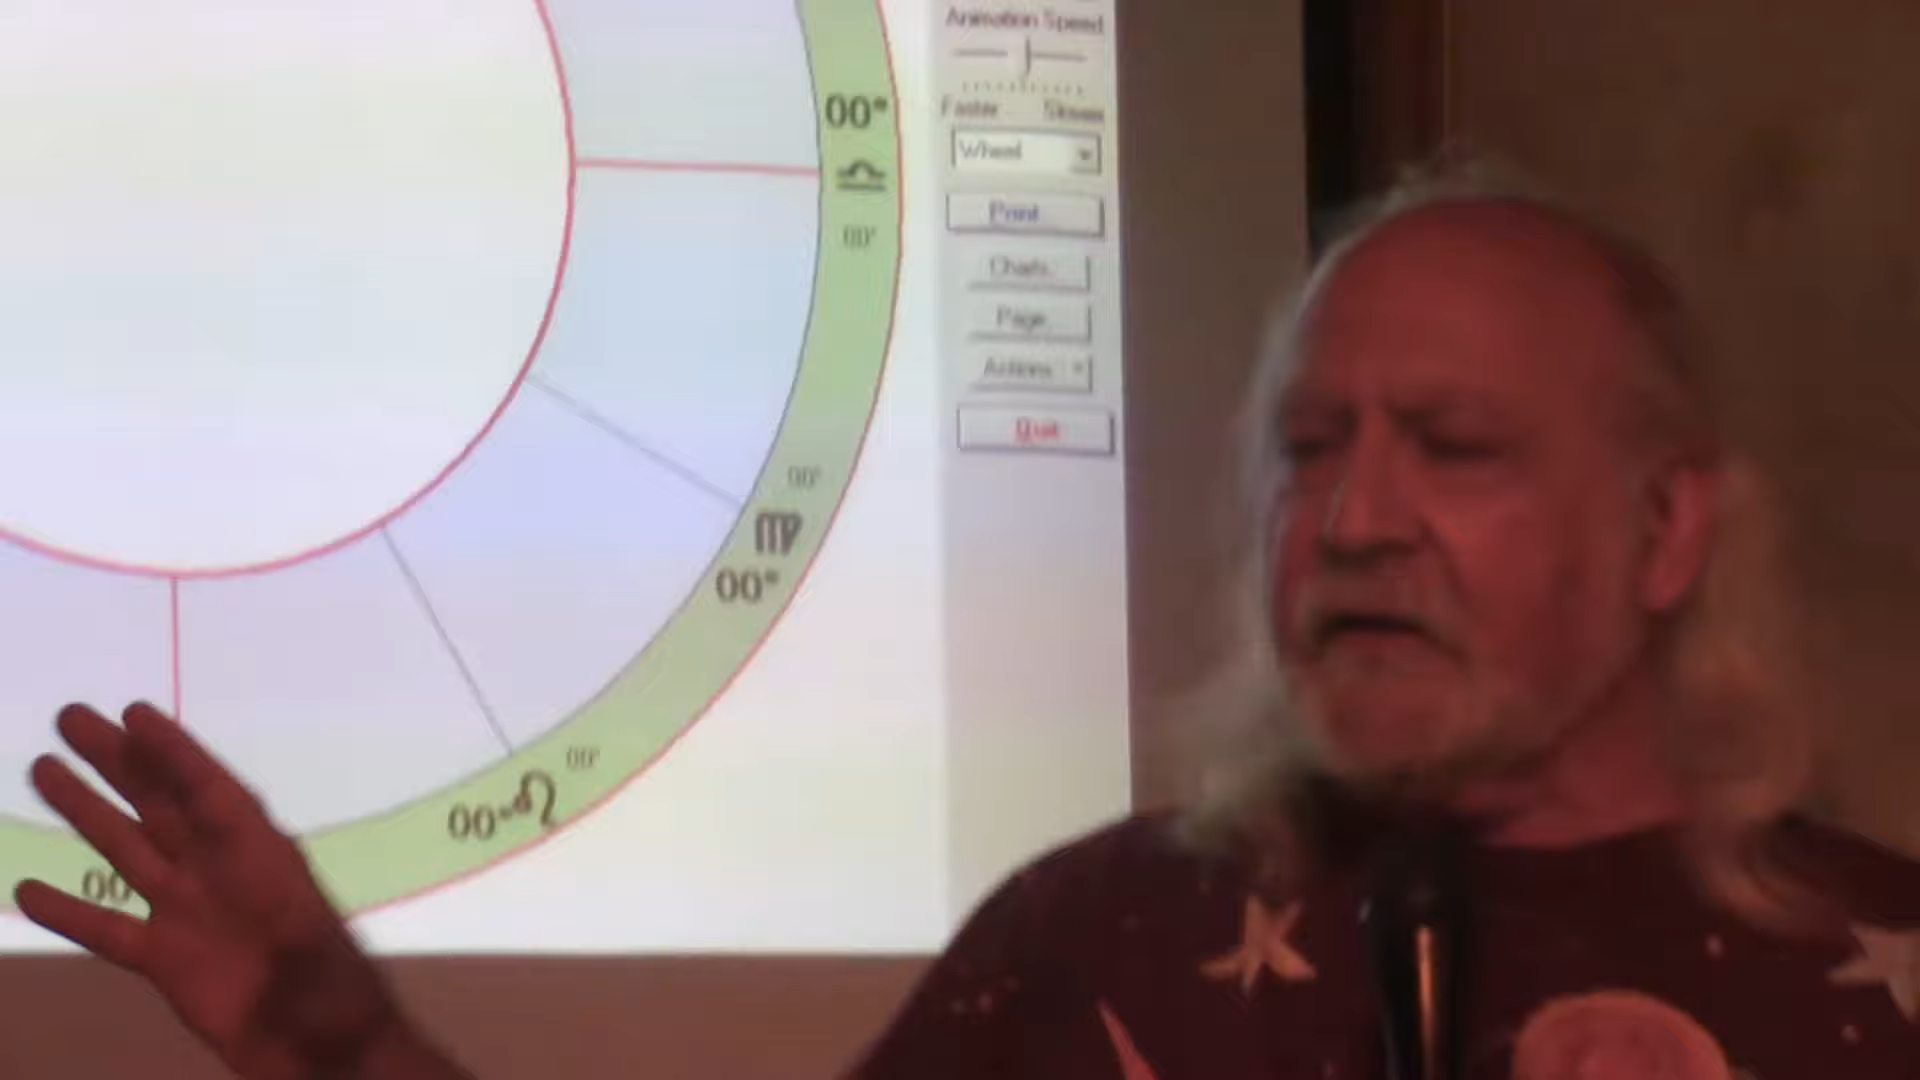 Animation Speed
Faster Slower
Wheel
Print...
Charts...
Page...
Actions
Quit
00°
♎
00°
00°
♍
00°
00°
♌
00°
00